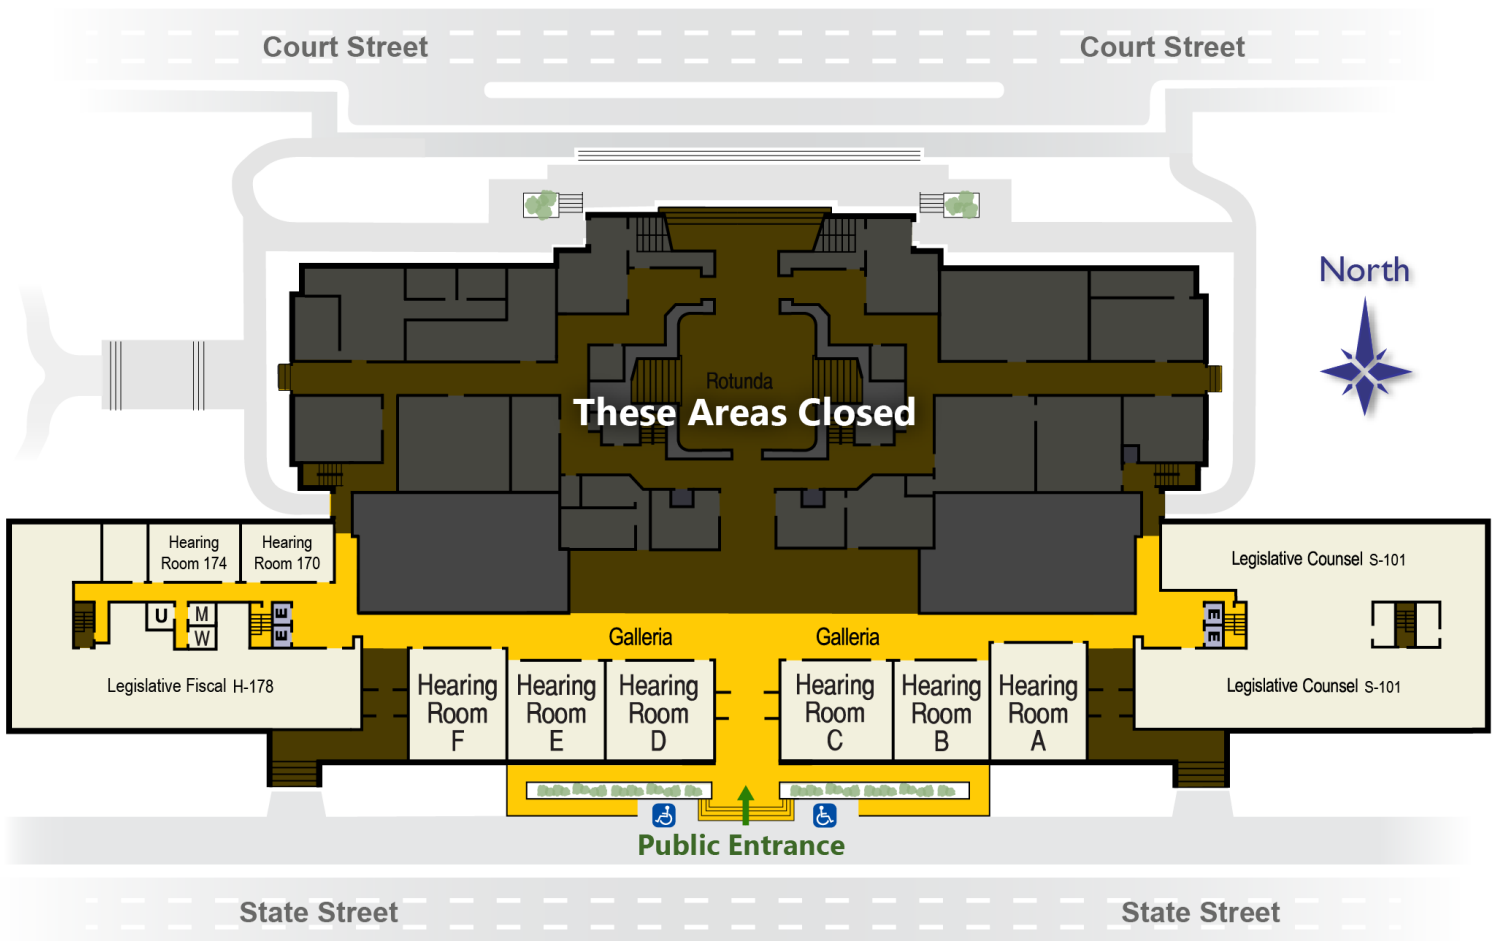 Court Street
Court Street
North
Rotunda
These Areas Closed
Hearing
Room 174
Hearing
Room 170
Legislative Counsel S-101
U
M
W
E
E
E
E
Galleria
Galleria
Legislative Fiscal H-178
Legislative Counsel S-101
Hearing
Room
F
Hearing
Room
E
Hearing
Room
D
Hearing
Room
C
Hearing
Room
B
Hearing
Room
A
Public Entrance
State Street
State Street